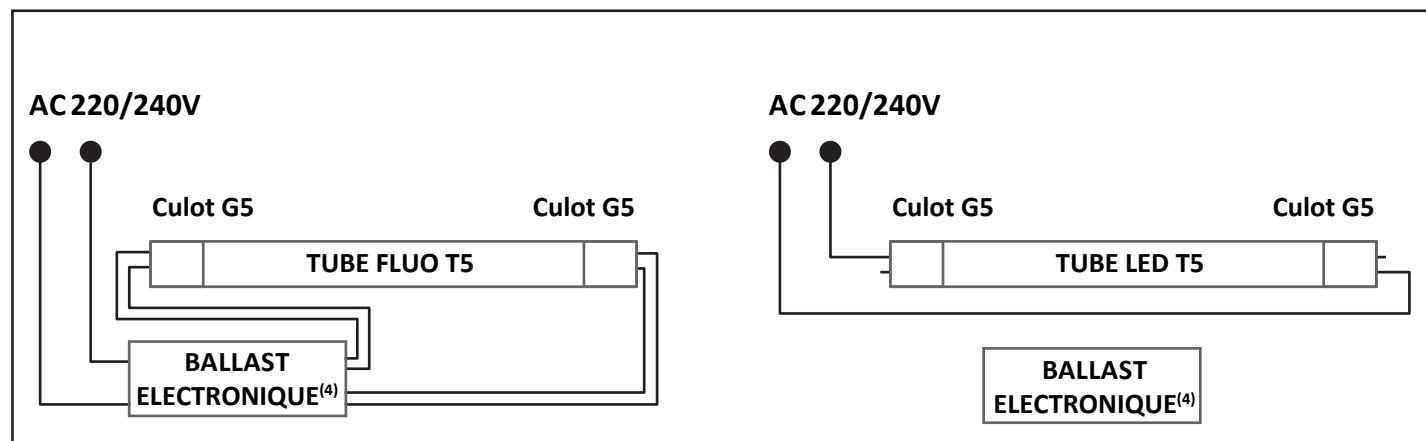 AC 220/240V
Culot G5
Culot G5
TUBE FLUO T5
BALLAST
ELECTRONIQUE(4)
AC 220/240V
Culot G5
Culot G5
TUBE LED T5
BALLAST
ELECTRONIQUE(4)